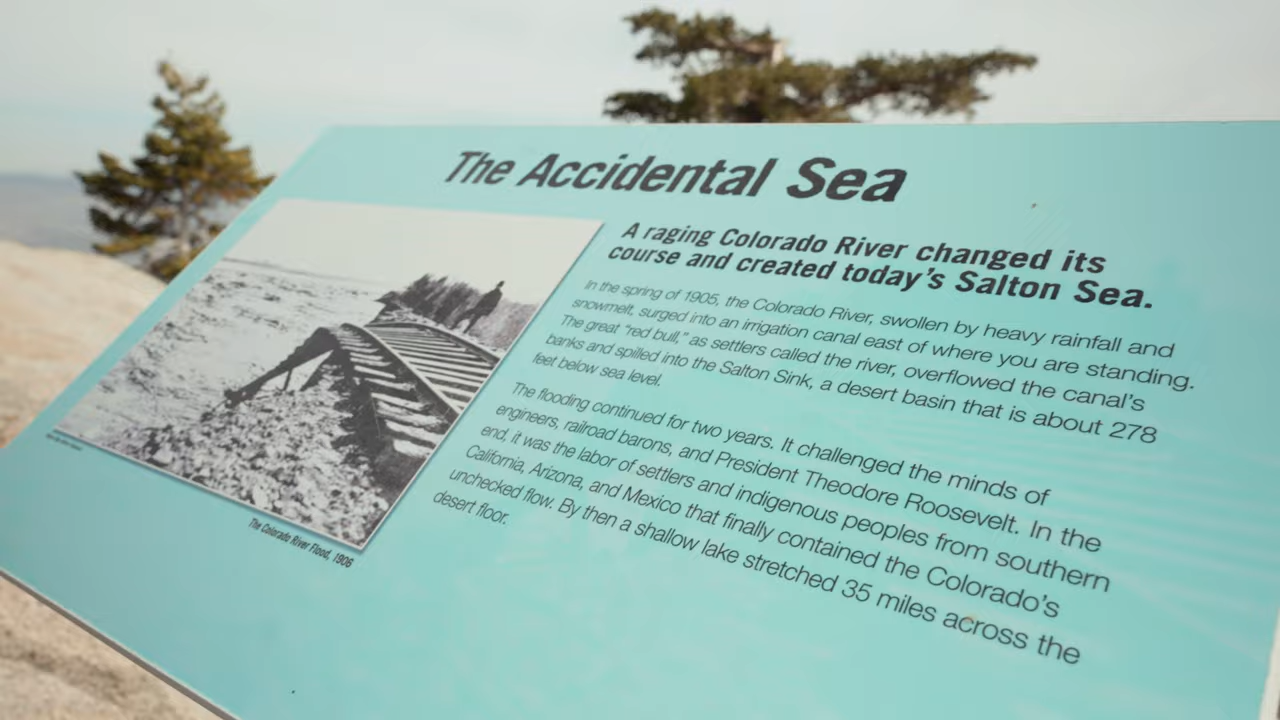 The Accidental Sea
A raging Colorado River changed its
course and created today's Salton Sea.
In the spring of 1905, the Colorado River, swollen by heavy rainfall and
snowmelt, surged into an irrigation canal east of where you are standing.
The great "red bull," as settlers called the river, overflowed the canal's
banks and spilled into the Salton Sink, a desert basin that is about 278
feet below sea level.
The flooding continued for two years. It challenged the minds of
engineers, railroad barons, and President Theodore Roosevelt. In the
end, it was the labor of settlers and indigenous peoples from southern
California, Arizona, and Mexico that finally contained the Colorado's
unchecked flow. By then a shallow lake stretched 35 miles across the
desert floor.
The Colorado River Flood, 1906